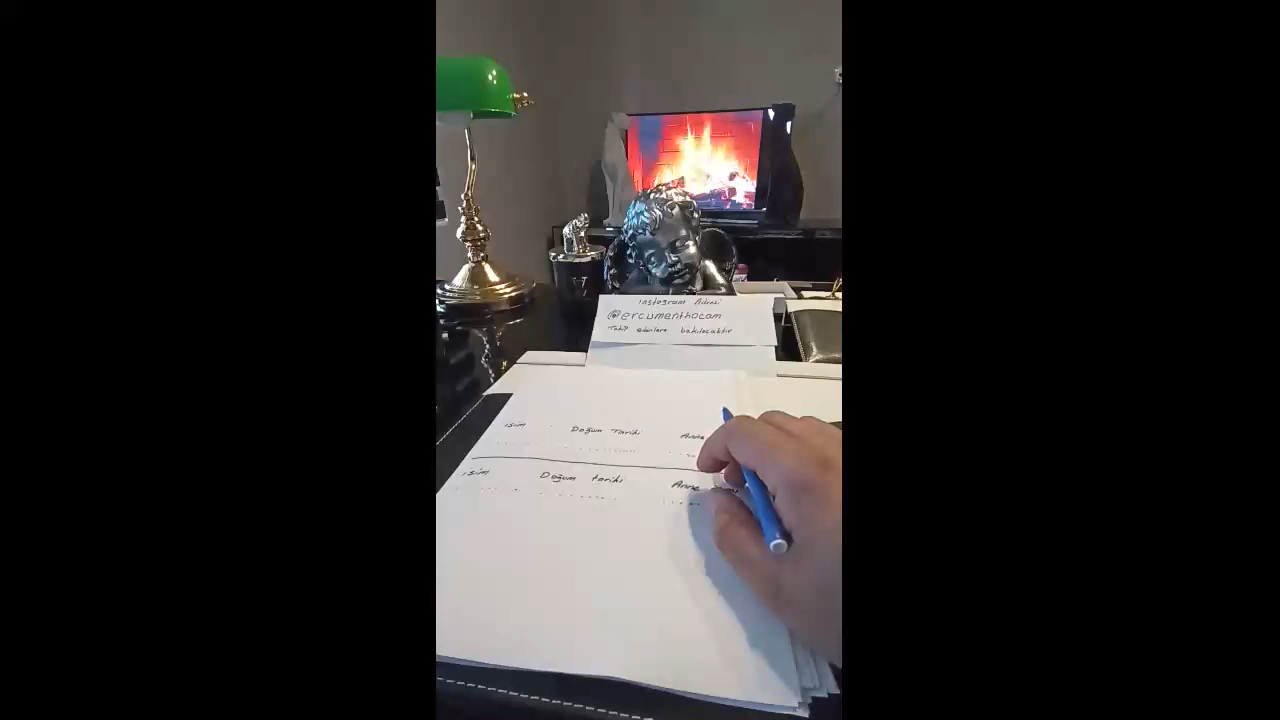 instagram Adresi
@ercumenthocam
Takip edenlere bakılacaktır
isim Doğum Tarihi Anne
isim Doğum tarihi Anne